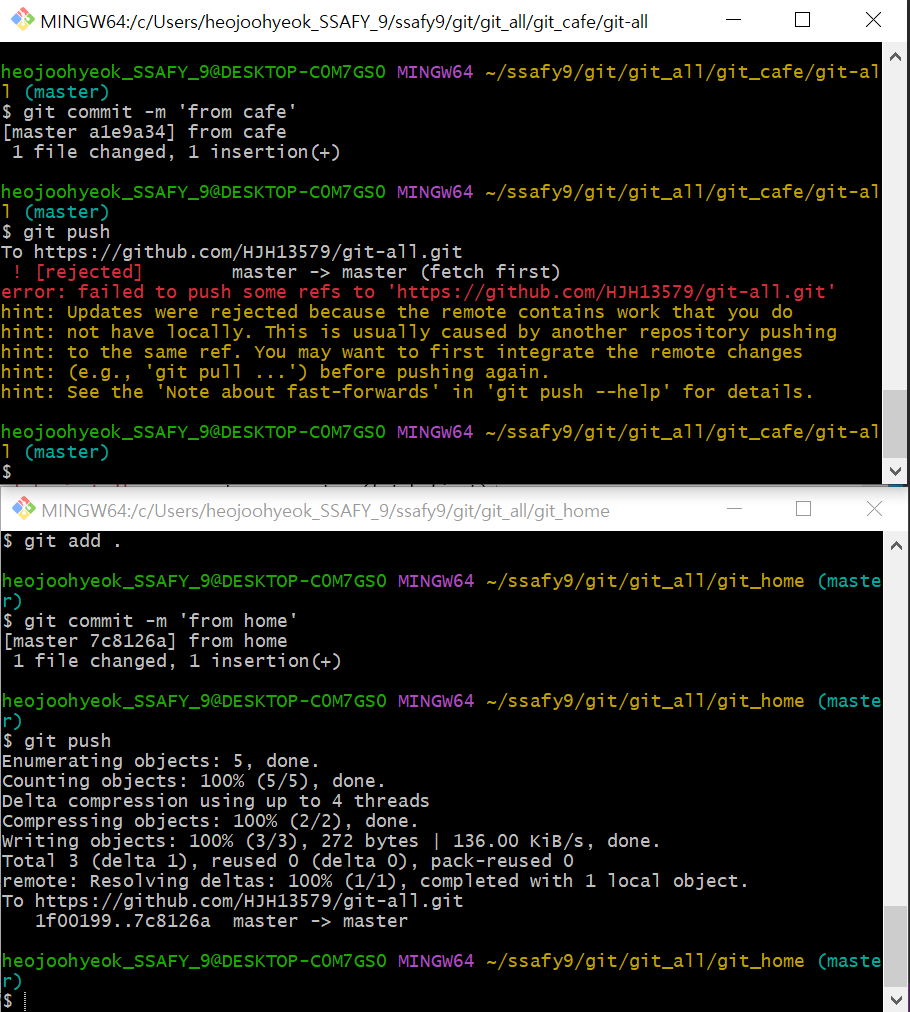 MINGW64:/c/Users/heojoohyeok_SSAFY_9/ssafy9/git/git_all/git_cafe/git-all
heojoohyeok_SSAFY_9@DESKTOP-C0M7GS0 MINGW64 ~/ssafy9/git/git_all/git_cafe/git-al
l (master)
$ git commit -m 'from cafe'
[master a1e9a34] from cafe
 1 file changed, 1 insertion(+)
heojoohyeok_SSAFY_9@DESKTOP-C0M7GS0 MINGW64 ~/ssafy9/git/git_all/git_cafe/git-al
l (master)
$ git push
To https://github.com/HJH13579/git-all.git
 ! [rejected]        master -> master (fetch first)
error: failed to push some refs to 'https://github.com/HJH13579/git-all.git'
hint: Updates were rejected because the remote contains work that you do
hint: not have locally. This is usually caused by another repository pushing
hint: to the same ref. You may want to first integrate the remote changes
hint: (e.g., 'git pull ...') before pushing again.
hint: See the 'Note about fast-forwards' in 'git push --help' for details.
heojoohyeok_SSAFY_9@DESKTOP-C0M7GS0 MINGW64 ~/ssafy9/git/git_all/git_cafe/git-al
l (master)
$
MINGW64:/c/Users/heojoohyeok_SSAFY_9/ssafy9/git/git_all/git_home
$ git add .
heojoohyeok_SSAFY_9@DESKTOP-C0M7GS0 MINGW64 ~/ssafy9/git/git_all/git_home (maste
r)
$ git commit -m 'from home'
[master 7c8126a] from home
 1 file changed, 1 insertion(+)
heojoohyeok_SSAFY_9@DESKTOP-C0M7GS0 MINGW64 ~/ssafy9/git/git_all/git_home (maste
r)
$ git push
Enumerating objects: 5, done.
Counting objects: 100% (5/5), done.
Delta compression using up to 4 threads
Compressing objects: 100% (2/2), done.
Writing objects: 100% (3/3), 272 bytes | 136.00 KiB/s, done.
Total 3 (delta 1), reused 0 (delta 0), pack-reused 0
remote: Resolving deltas: 100% (1/1), completed with 1 local object.
To https://github.com/HJH13579/git-all.git
   1f00199..7c8126a  master -> master
heojoohyeok_SSAFY_9@DESKTOP-C0M7GS0 MINGW64 ~/ssafy9/git/git_all/git_home (maste
r)
$